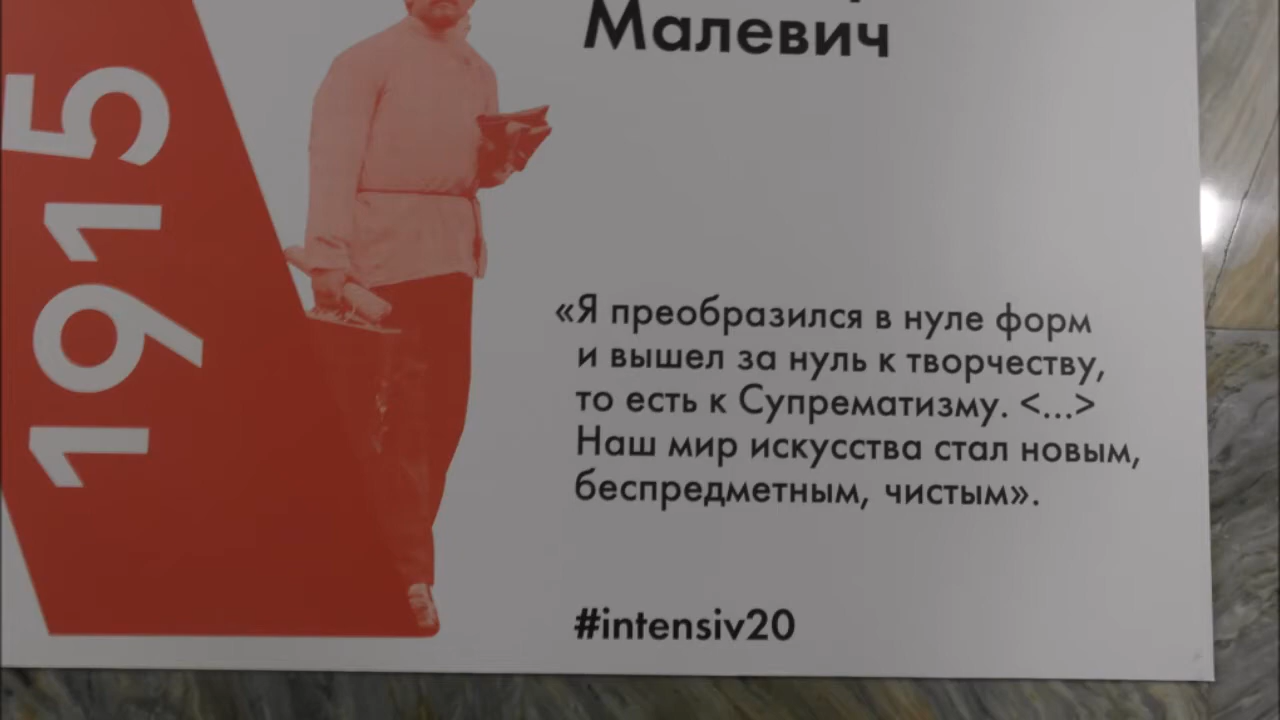 1915
Малевич
«Я преобразился в нуле форм
и вышел за нуль к творчеству,
то есть к Супрематизму. <...>
Наш мир искусства стал новым,
беспредметным, чистым».
#intensiv20